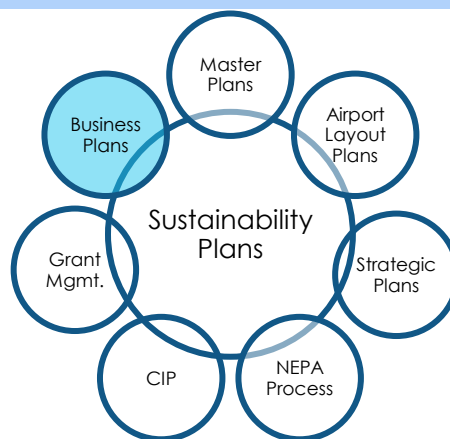 Master
Plans
Business
Plans
Airport
Layout
Plans
Sustainability
Plans
Grant
Mgmt.
Strategic
Plans
CIP
NEPA
Process